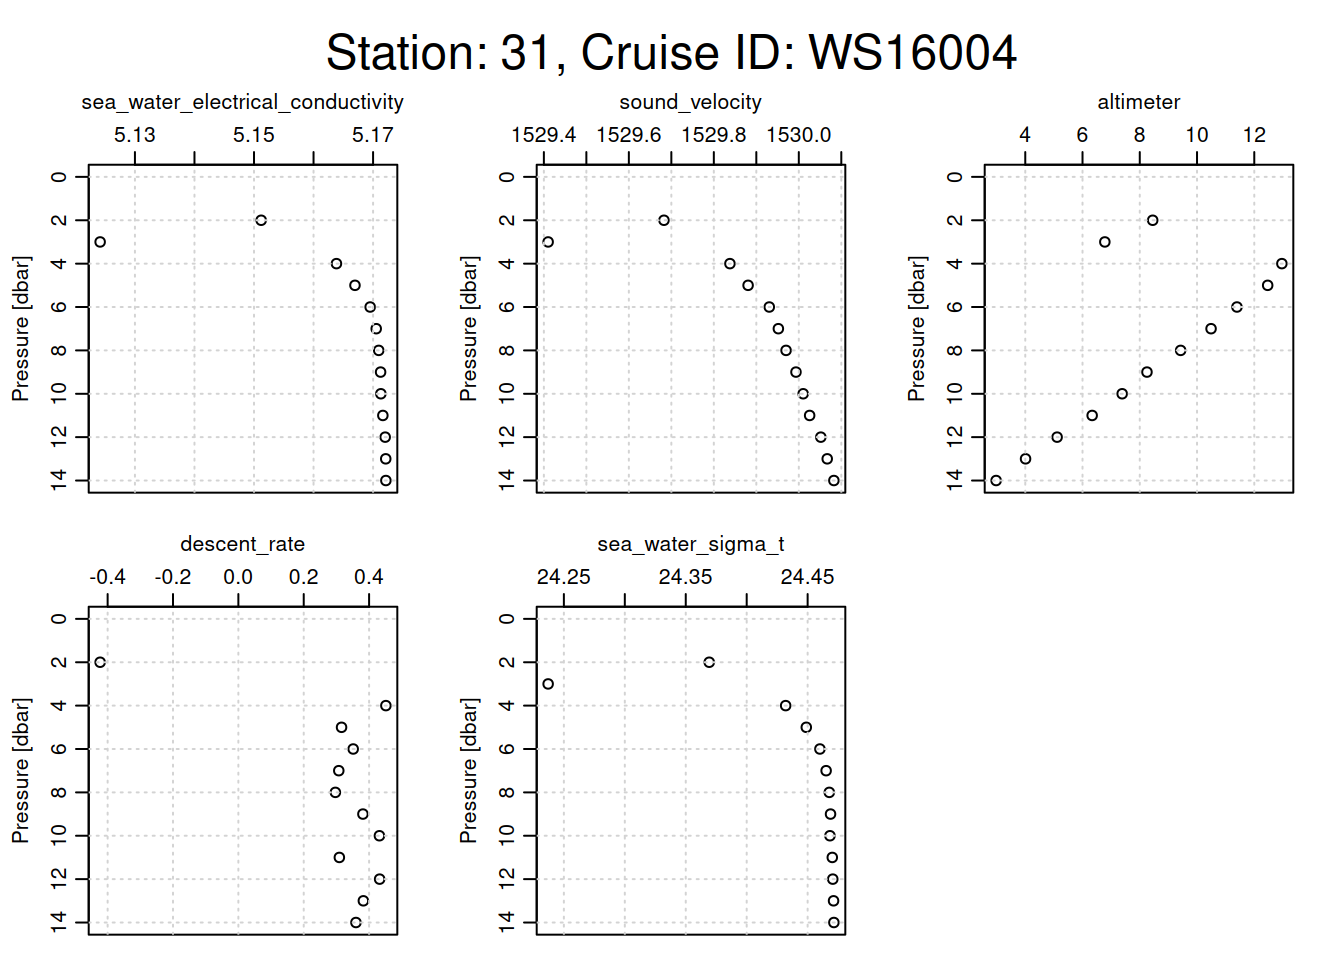 Station: 31, Cruise ID: WS16004
sea_water_electrical_conductivity
5.13 5.15 5.17
Pressure [dbar]
0
2
4
6
8
10
12
14
sound_velocity
1529.4 1529.6 1529.8 1530.0
Pressure [dbar]
0
2
4
6
8
10
12
14
altimeter
4 6 8 10 12
Pressure [dbar]
0
2
4
6
8
10
12
14
descent_rate
-0.4 -0.2 0.0 0.2 0.4
Pressure [dbar]
0
2
4
6
8
10
12
14
sea_water_sigma_t
24.25 24.35 24.45
Pressure [dbar]
0
2
4
6
8
10
12
14